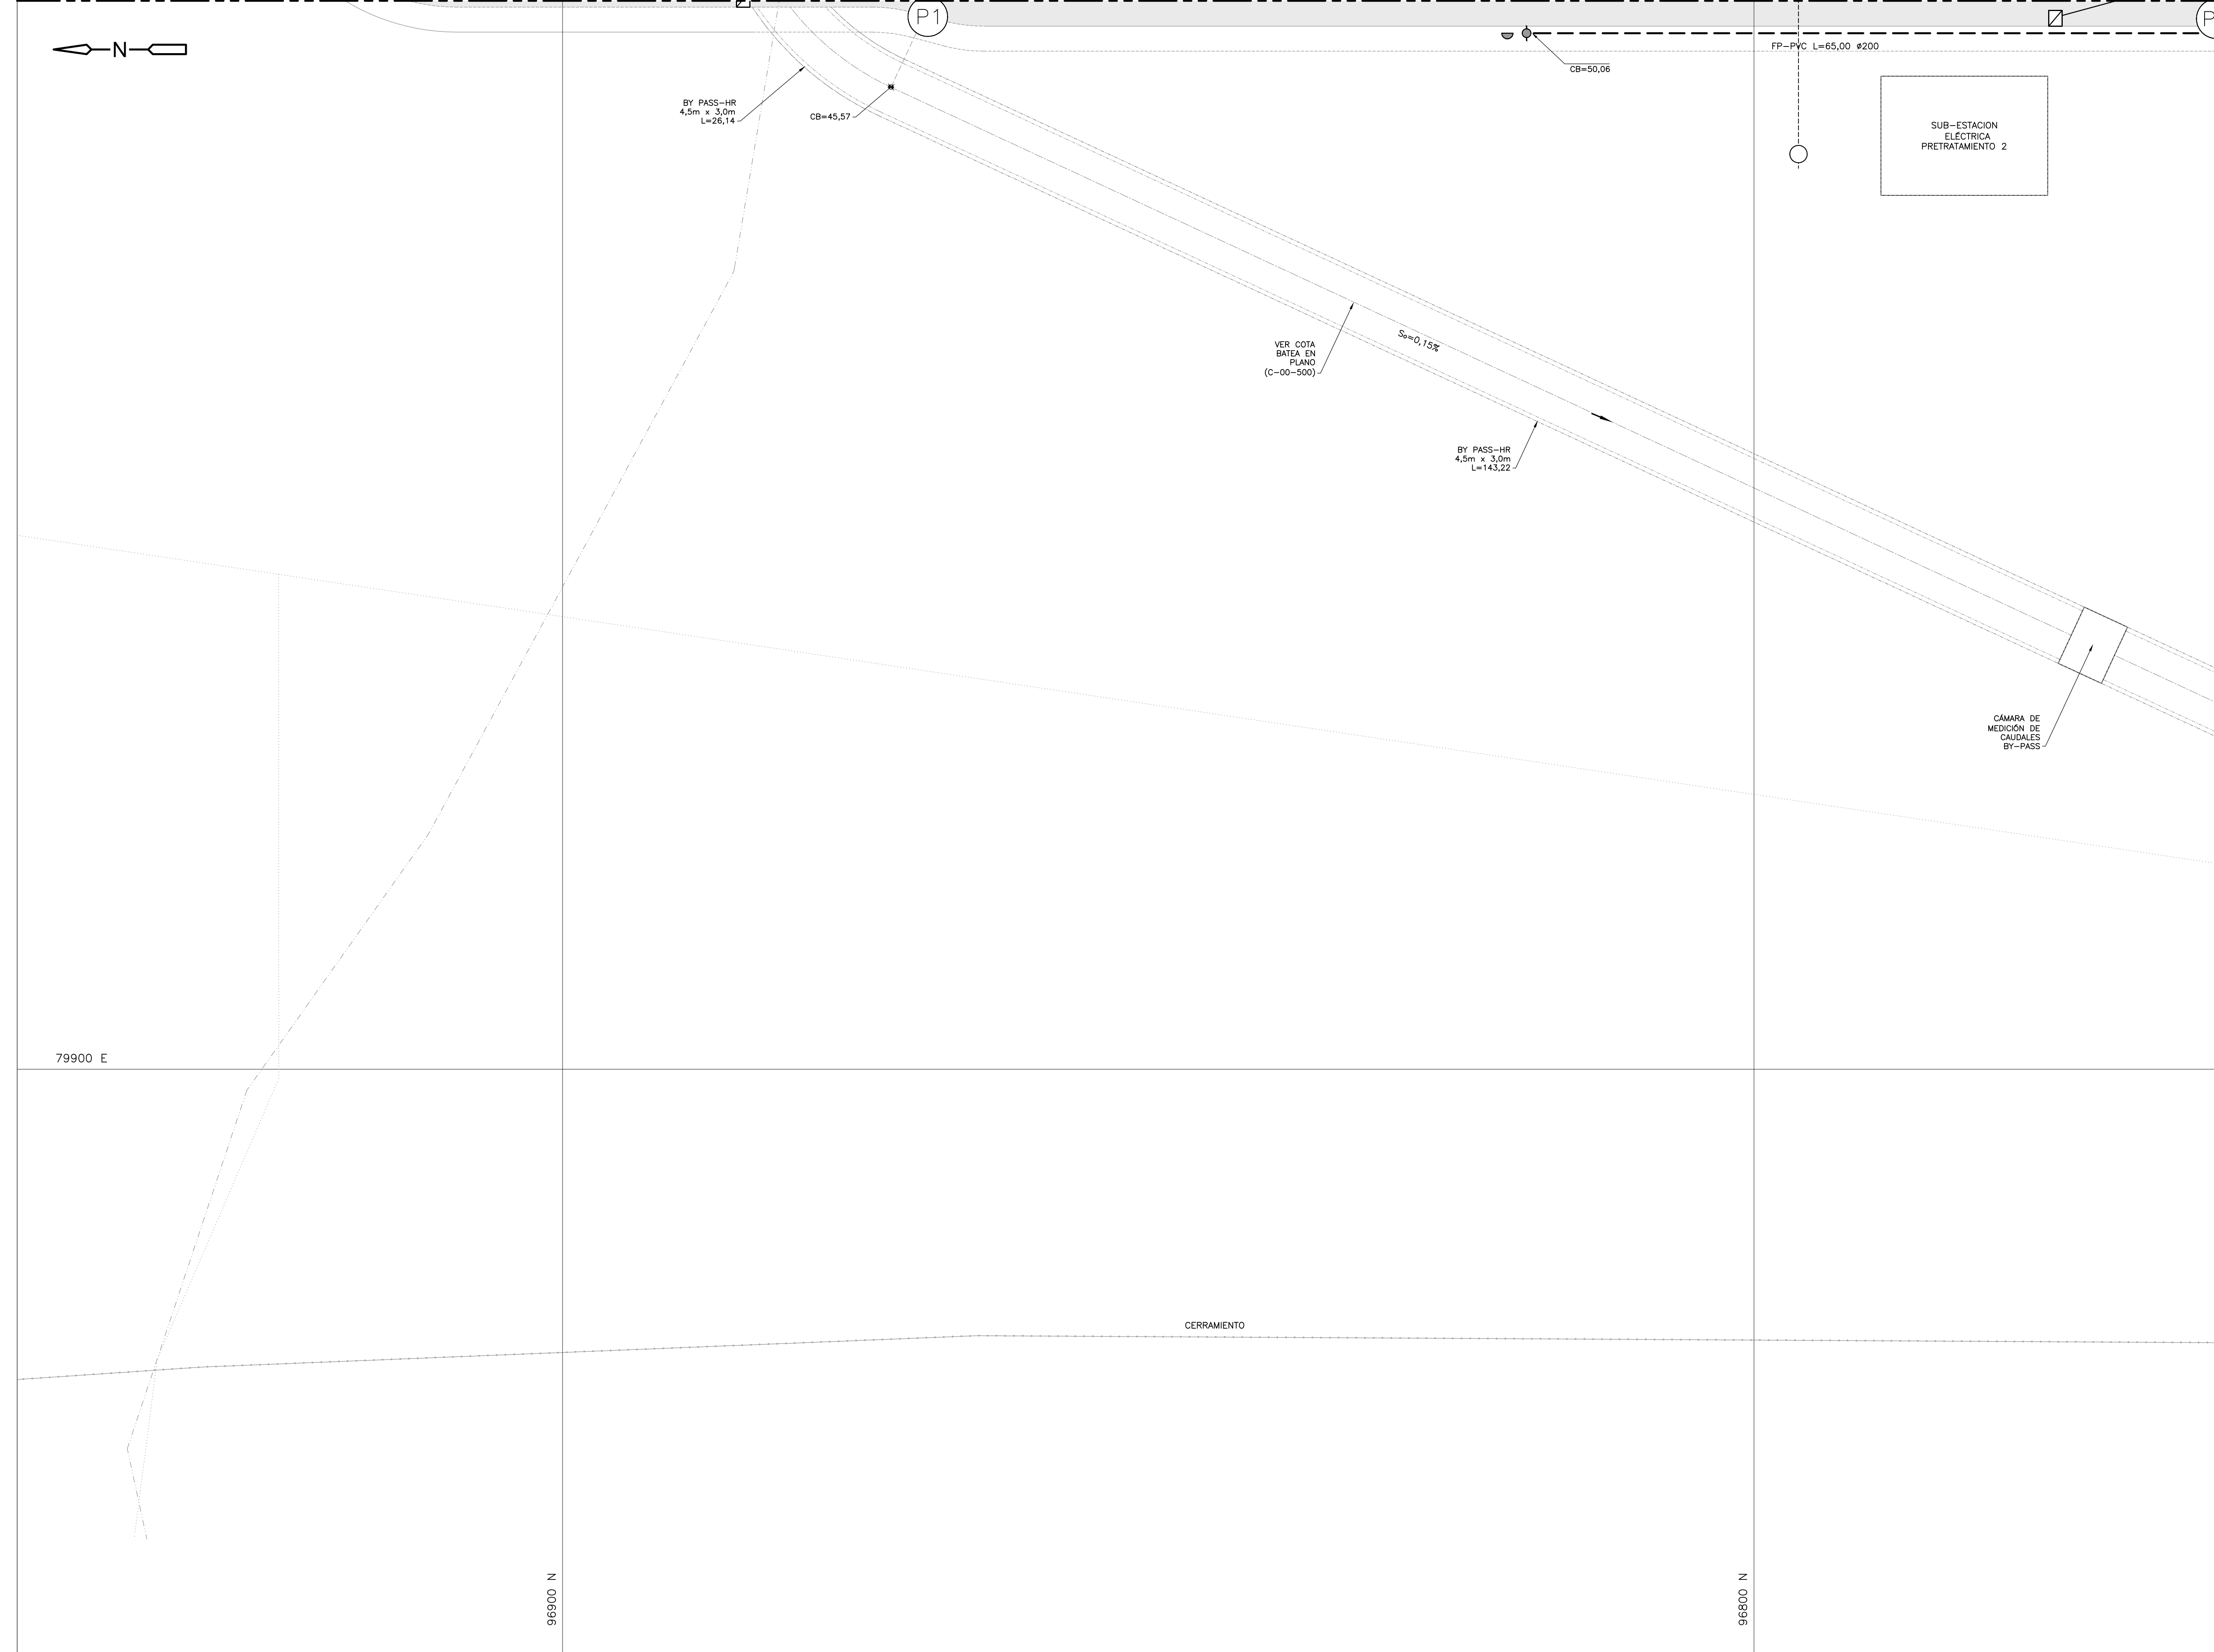 P1
P
N
FP-PVC L=65,00 Ø200
CB=50,06
BY PASS-HR
4,5m x 3,0m
L=26,14
CB=45,57
SUB-ESTACION
ELÉCTRICA
PRETRATAMIENTO 2
VER COTA
BATEA EN
PLANO
(C-00-500)
So=0,15%
BY PASS-HR
4,5m x 3,0m
L=143,22
CÁMARA DE
MEDICIÓN DE
CAUDALES
BY-PASS
79900 E
CERRAMIENTO
96900 N
96800 N